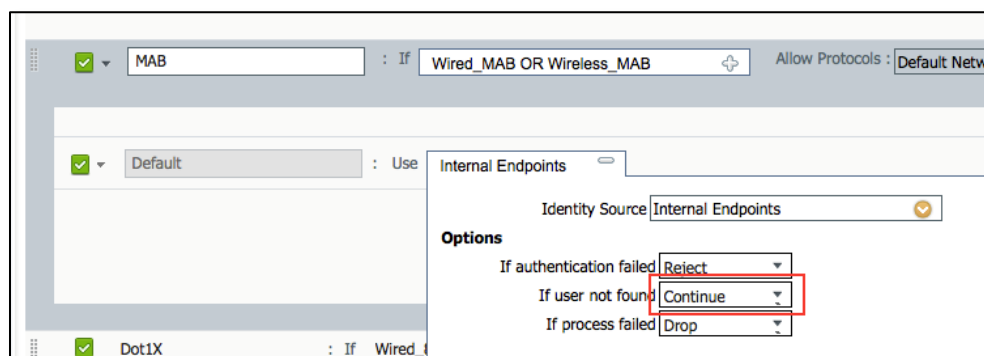 MAB : If Wired_MAB OR Wireless_MAB Allow Protocols : Default Netw
Default : Use Internal Endpoints
Identity Source Internal Endpoints
Options
If authentication failed Reject
If user not found Continue
If process failed Drop
Dot1X : If Wired_